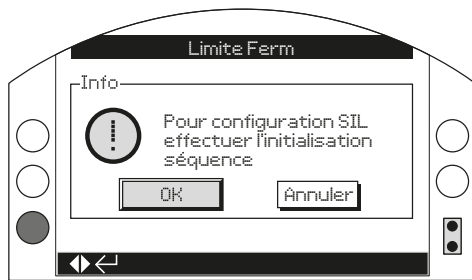 Limite Ferm
Info
Pour configuration SIL
effectuer l'initialisation
séquence
OK
Annuler